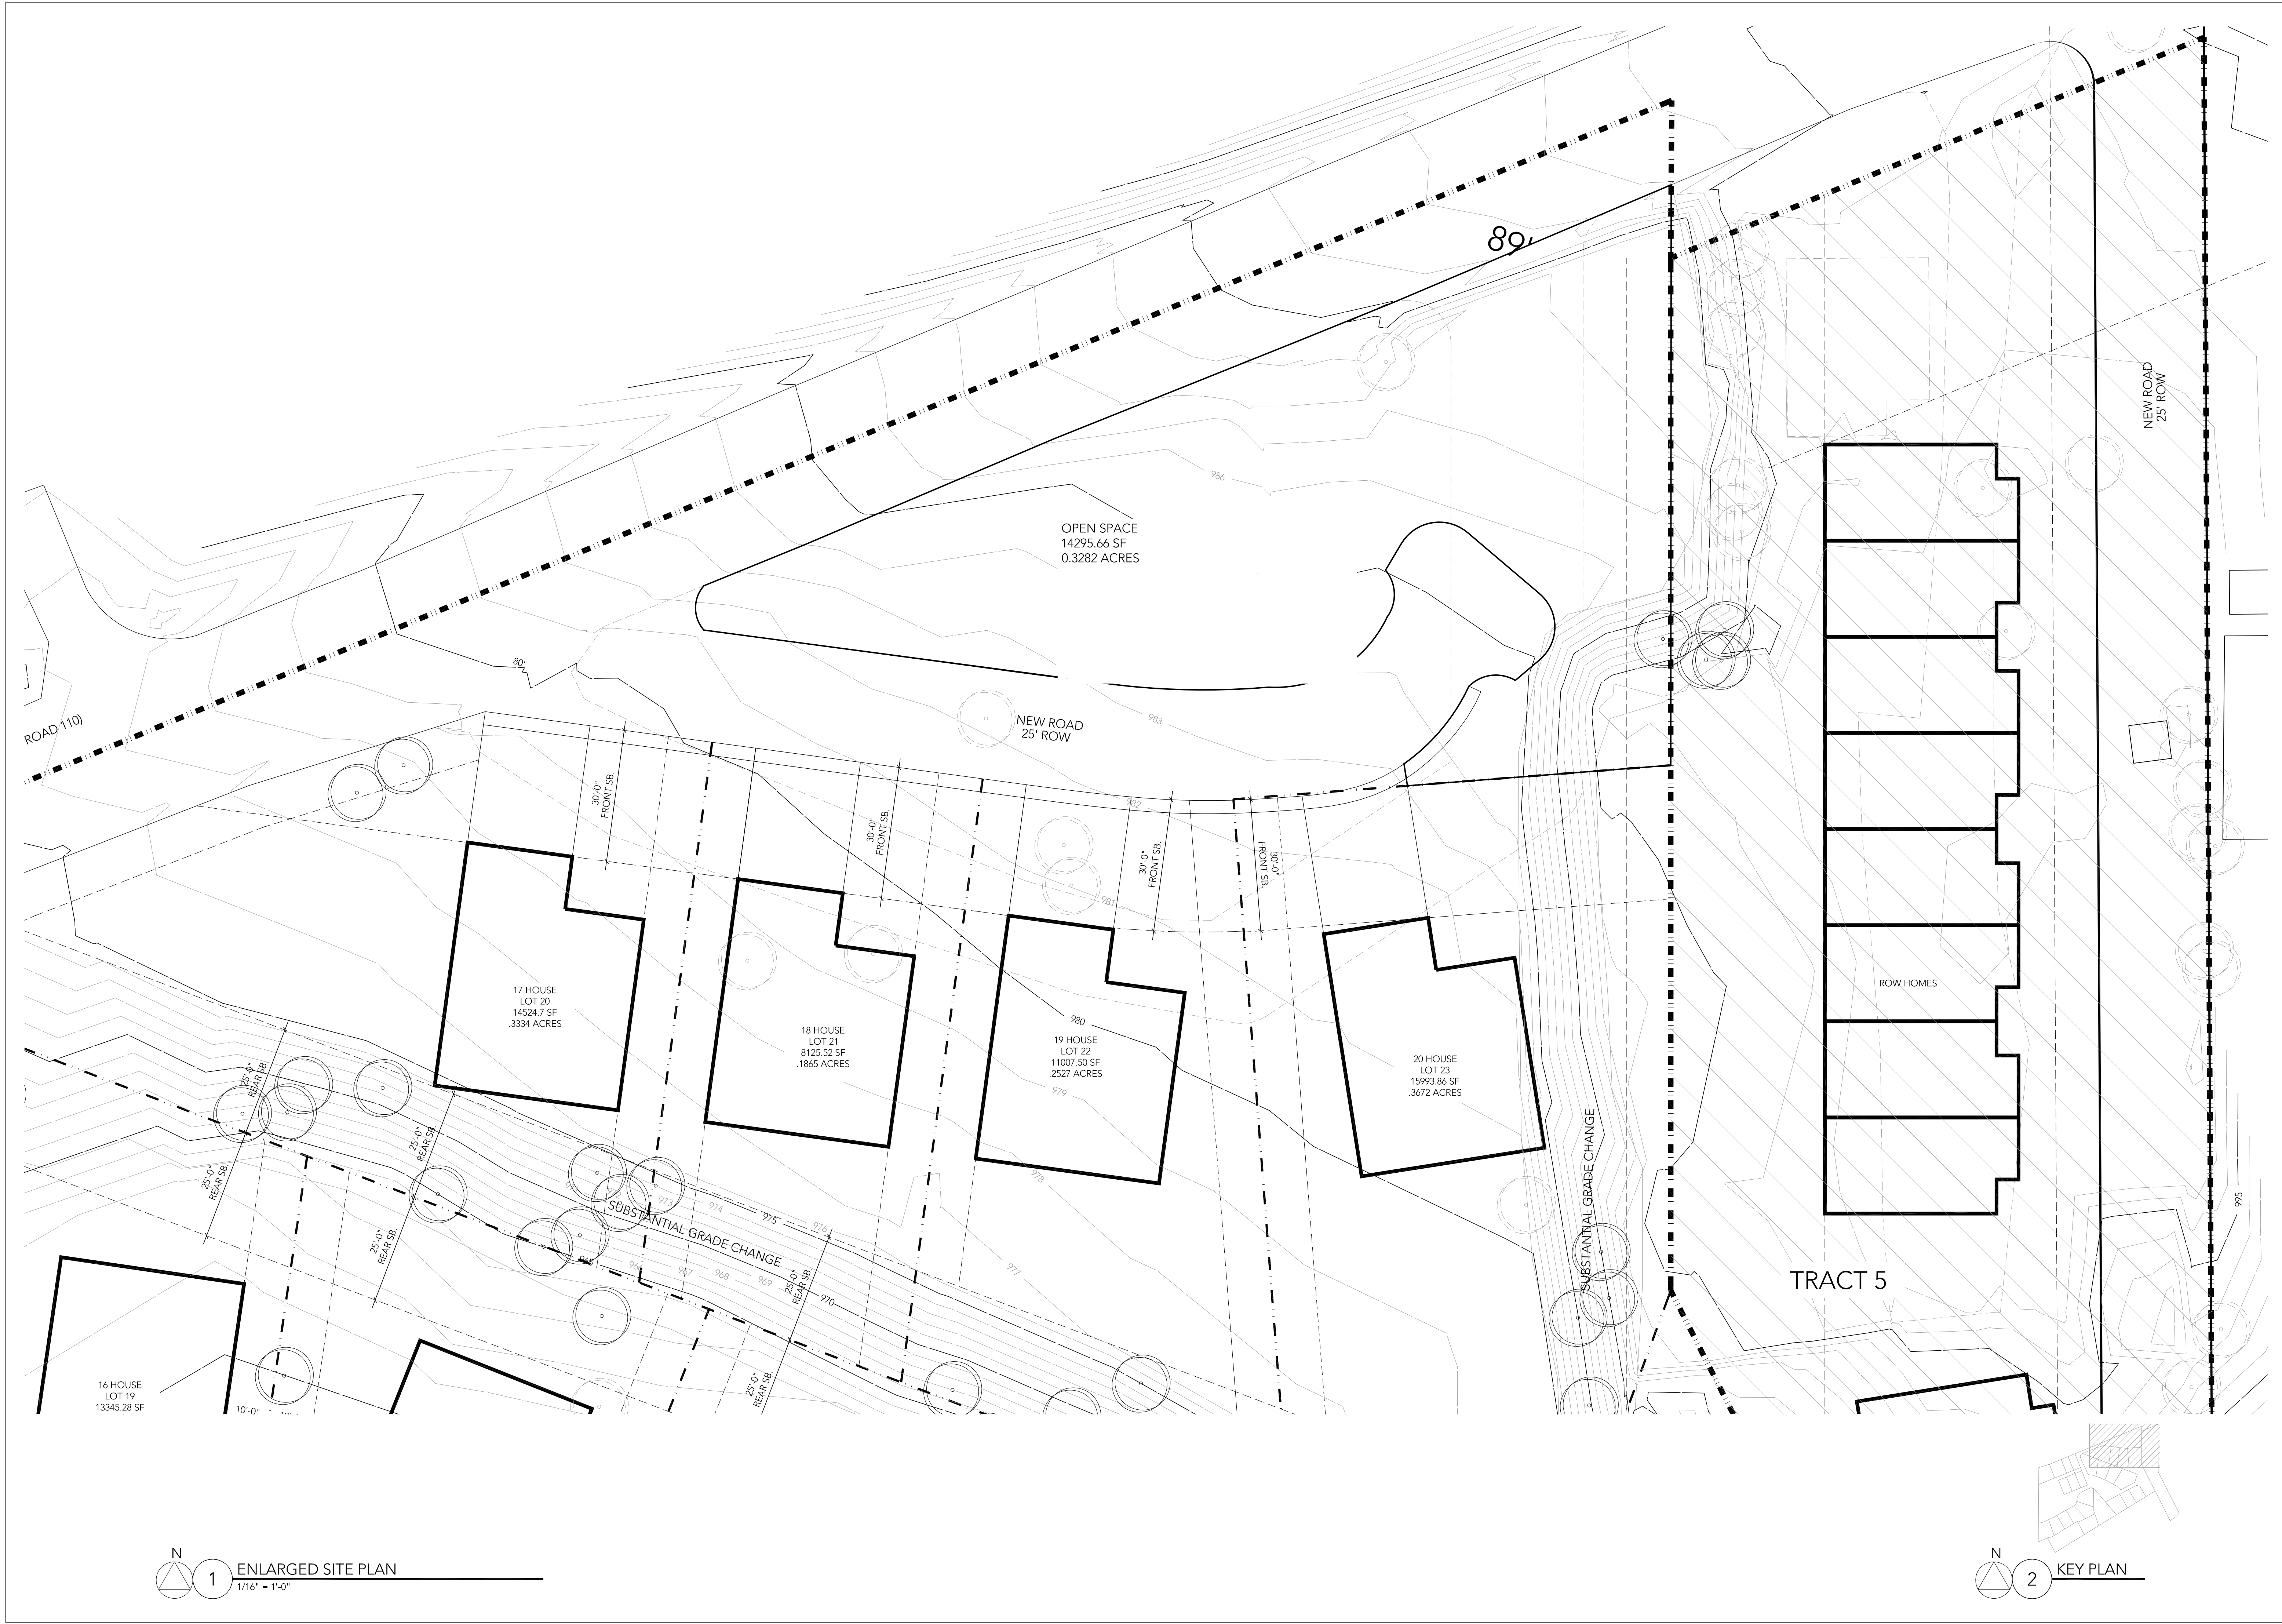 89'
NEW ROAD
25' ROW
986
OPEN SPACE
14295.66 SF
0.3282 ACRES
80'
ROAD 110)
NEW ROAD
25' ROW
983
982
981
30'-0"
FRONT SB.
30'-0"
FRONT SB.
30'-0"
FRONT SB.
30'-0"
FRONT SB.
17 HOUSE
LOT 20
14524.7 SF
.3334 ACRES
18 HOUSE
LOT 21
8125.52 SF
.1865 ACRES
980
19 HOUSE
LOT 22
11007.50 SF
.2527 ACRES
979
978
977
20 HOUSE
LOT 23
15993.86 SF
.3672 ACRES
ROW HOMES
SUBSTANTIAL GRADE CHANGE
25'-0"
REAR SB.
25'-0"
REAR SB.
25'-0"
REAR SB.
25'-0"
REAR SB.
25'-0"
REAR SB.
25'-0"
REAR SB.
973
974
975
976
SUBSTANTIAL GRADE CHANGE
965
967
968
969
970
995
TRACT 5
16 HOUSE
LOT 19
13345.28 SF
10'-0"
N
1
ENLARGED SITE PLAN
1/16" = 1'-0"
N
2
KEY PLAN